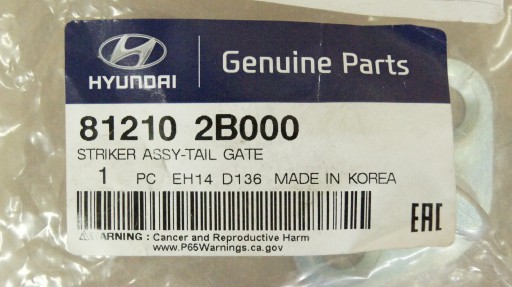 HYUNDAI
Genuine Parts
81210 2B000
STRIKER ASSY-TAIL GATE
1 PC EH14 D136 MADE IN KOREA
EAC
WARNING : Cancer and Reproductive Harm
www.P65Warnings.ca.gov